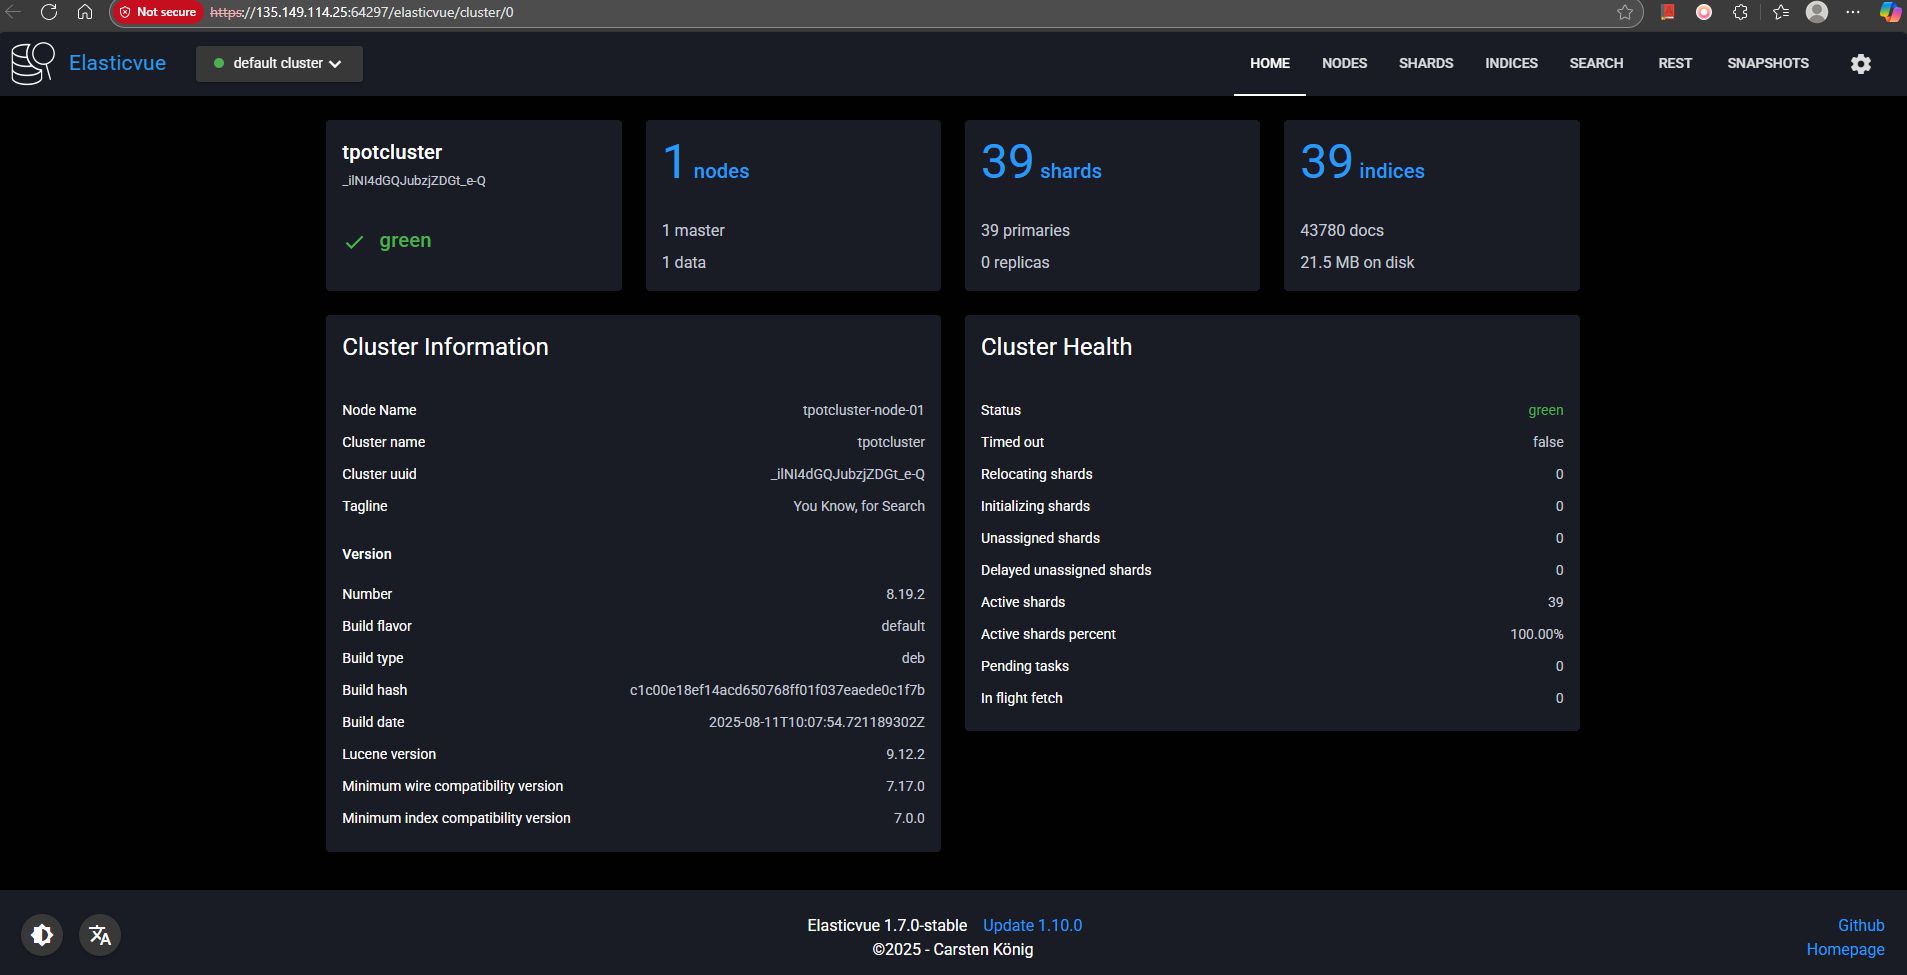 Not secure https://135.149.114.25:64297/elasticvue/cluster/0
Elasticvue default cluster HOME NODES SHARDS INDICES SEARCH REST SNAPSHOTS
tpotcluster
_ilNI4dGQJubzjZDGt_e-Q
green
1 nodes
1 master
1 data
39 shards
39 primaries
0 replicas
39 indices
43780 docs
21.5 MB on disk
Cluster Information
Node Name tpotcluster-node-01
Cluster name tpotcluster
Cluster uuid _ilNI4dGQJubzjZDGt_e-Q
Tagline You Know, for Search
Version
Number 8.19.2
Build flavor default
Build type deb
Build hash c1c00e18ef14acd650768ff01f037eaede0c1f7b
Build date 2025-08-11T10:07:54.721189302Z
Lucene version 9.12.2
Minimum wire compatibility version 7.17.0
Minimum index compatibility version 7.0.0
Cluster Health
Status green
Timed out false
Relocating shards 0
Initializing shards 0
Unassigned shards 0
Delayed unassigned shards 0
Active shards 39
Active shards percent 100.00%
Pending tasks 0
In flight fetch 0
Elasticvue 1.7.0-stable Update 1.10.0
©2025 - Carsten König
Github
Homepage